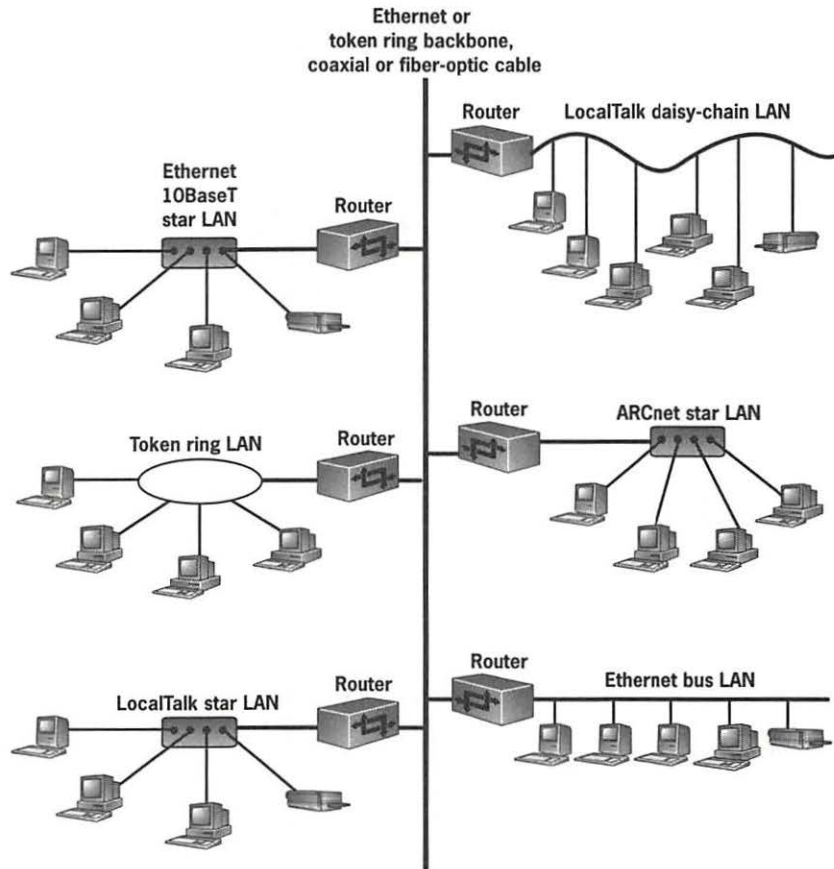 Ethernet or
token ring backbone,
coaxial or fiber-optic cable
Router
LocalTalk daisy-chain LAN
Ethernet
10BaseT
star LAN
Router
Router
ARCnet star LAN
Token ring LAN
Router
Router
Ethernet bus LAN
LocalTalk star LAN
Router